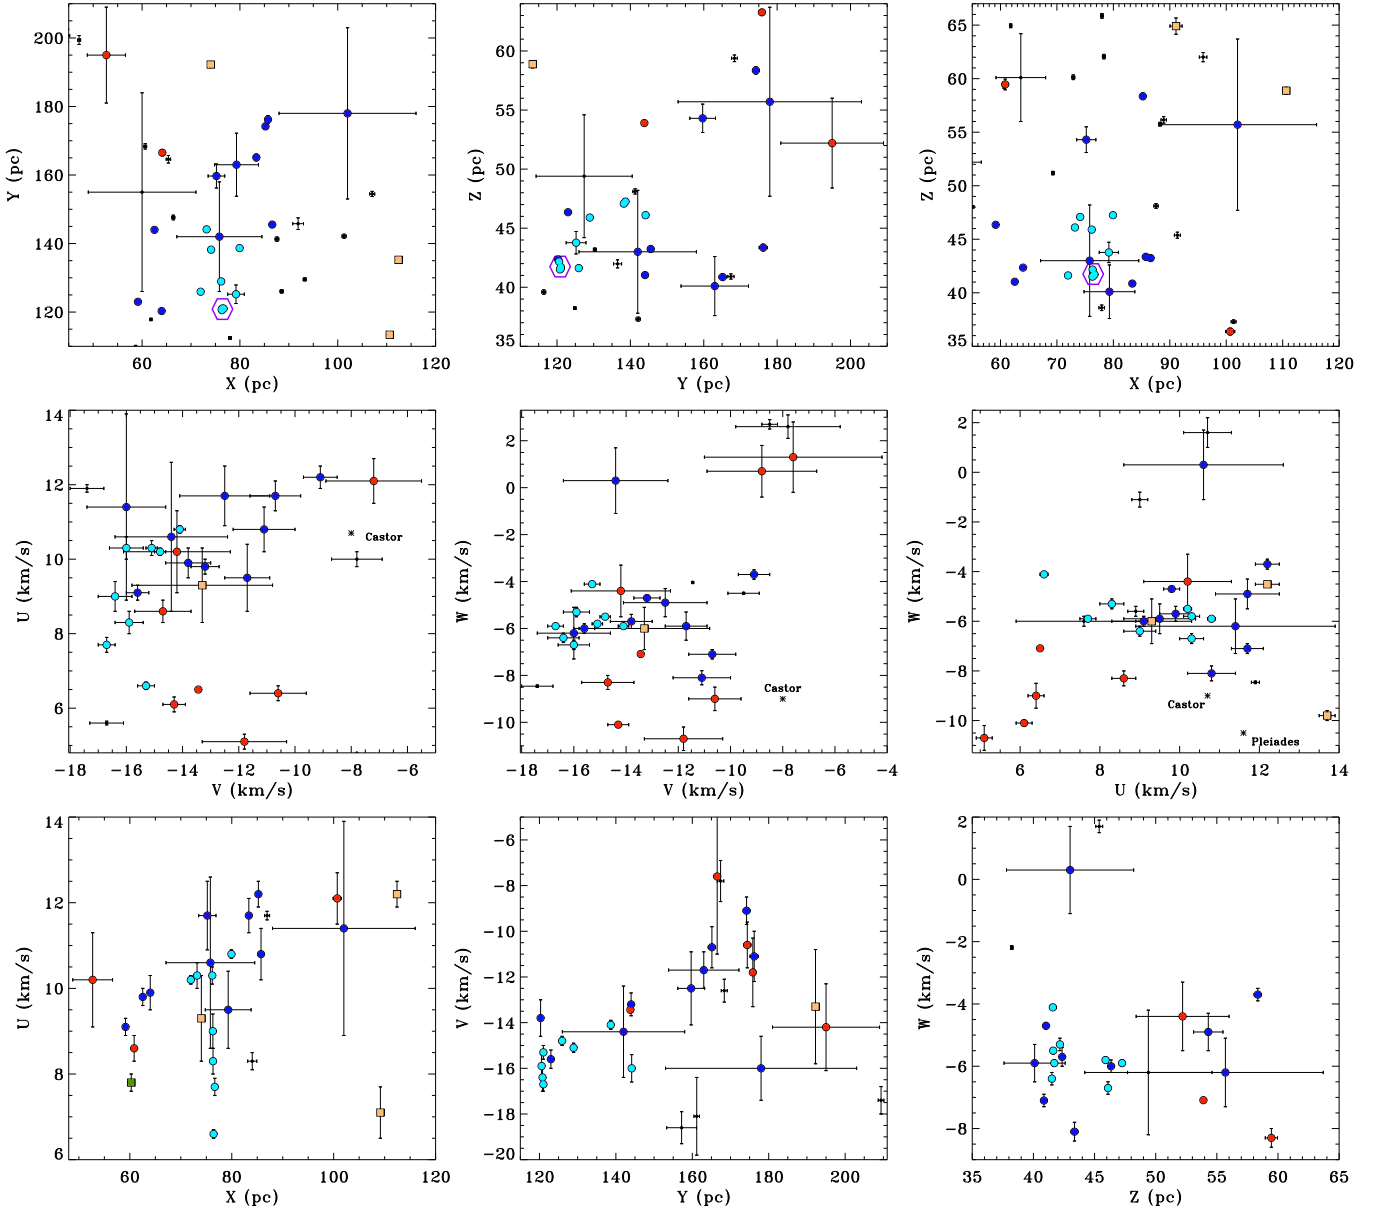 200
180
160
140
120
Y (pc)
60 80 100 120
X (pc)
60
55
50
45
40
35
Z (pc)
120 140 160 180 200
Y (pc)
65
60
55
50
45
40
35
Z (pc)
60 70 80 90 100 110 120
X (pc)
14
12
10
8
6
U (km/s)
Castor
-18 -16 -14 -12 -10 -8 -6
V (km/s)
2
0
-2
-4
-6
-8
-10
W (km/s)
Castor
-18 -16 -14 -12 -10 -8 -6 -4
V (km/s)
2
0
-2
-4
-6
-8
-10
W (km/s)
Castor
Pleiades
6 8 10 12 14
U (km/s)
14
12
10
8
6
U (km/s)
60 80 100 120
X (pc)
-6
-8
-10
-12
-14
-16
-18
-20
V (km/s)
120 140 160 180 200
Y (pc)
2
0
-2
-4
-6
-8
W (km/s)
35 40 45 50 55 60 65
Z (pc)